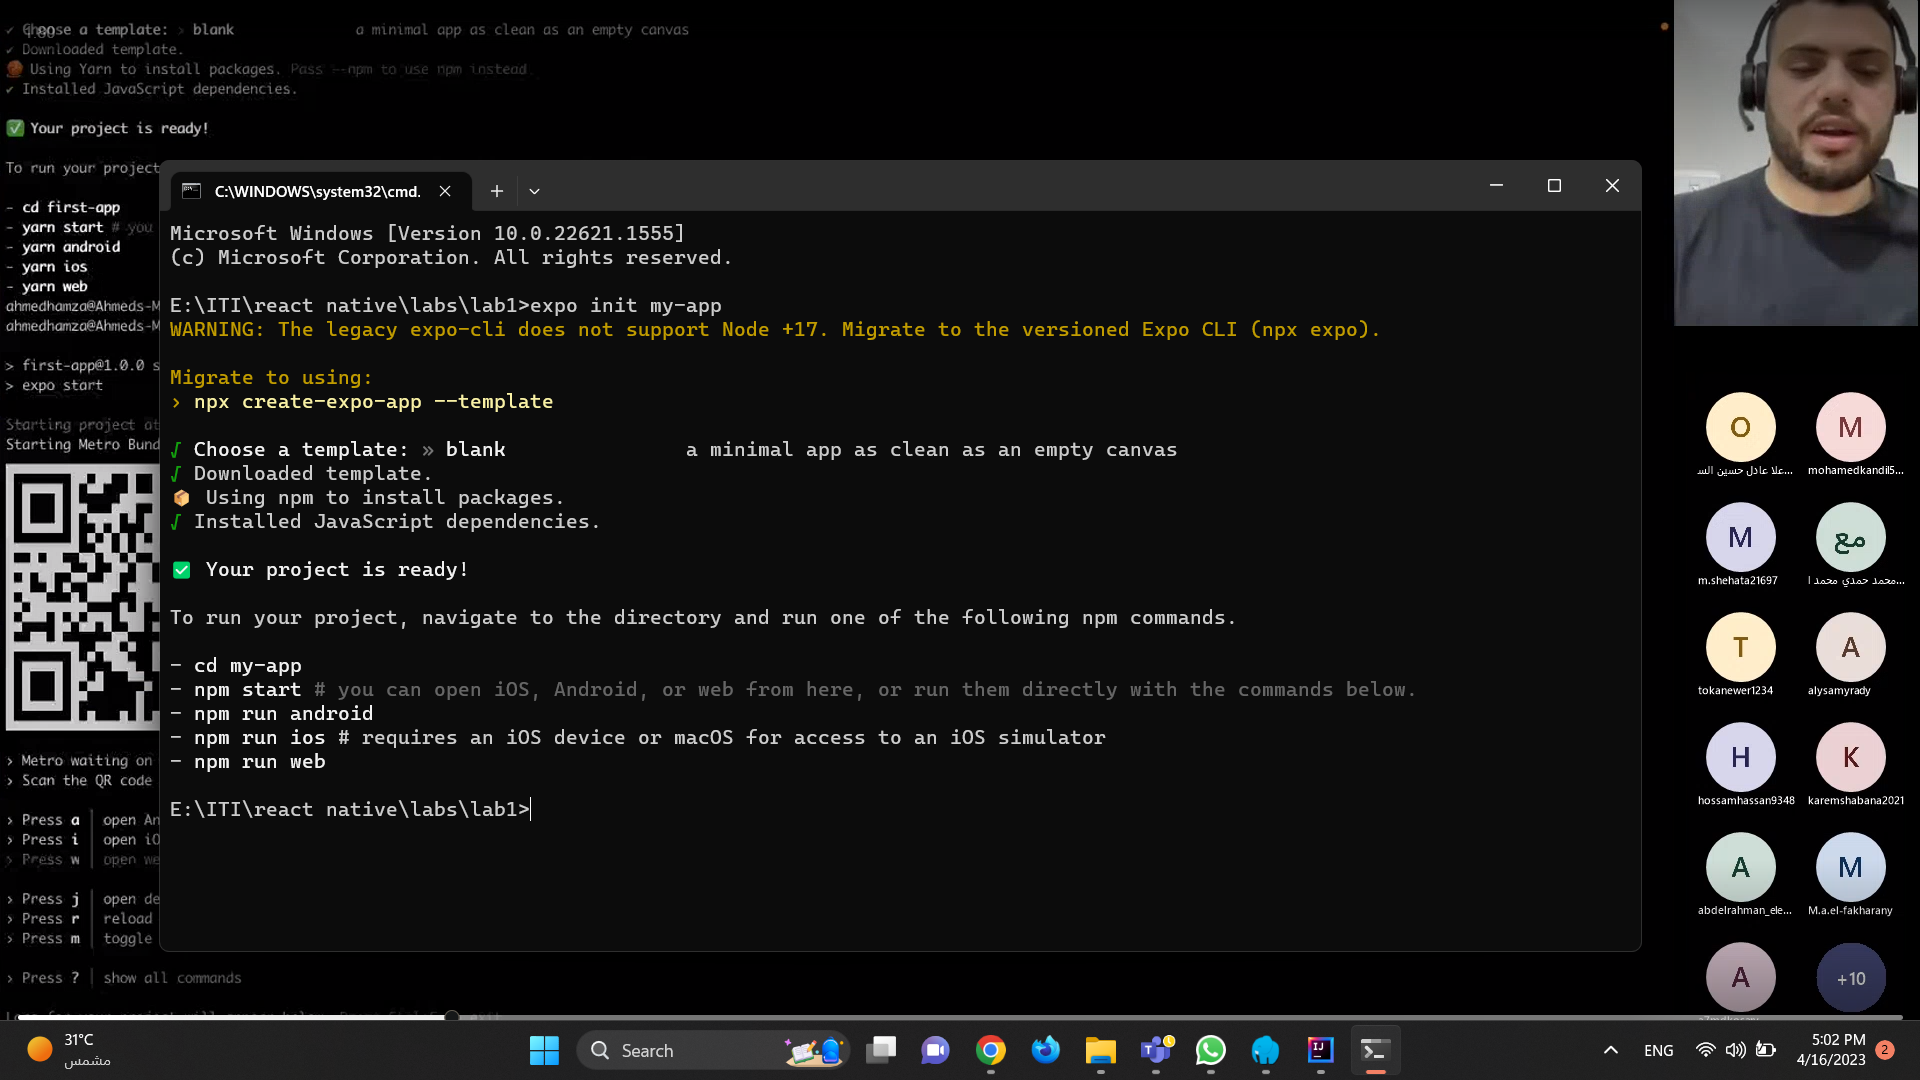 ✓ Choose a template: › blank a minimal app as clean as an empty canvas
✓ Downloaded template.
Using Yarn to install packages. Pass --npm to use npm instead.
✓ Installed JavaScript dependencies.
✅ Your project is ready!
To run your project
- cd first-app
- yarn start # you
- yarn android
- yarn ios
- yarn web
ahmedhamza@Ahmeds-M
ahmedhamza@Ahmeds-M
> first-app@1.0.0 s
> expo start
Starting project at
Starting Metro Bund
› Metro waiting on
› Scan the QR code
› Press a │ open An
› Press i │ open iO
› Press w │ open we
› Press j │ open de
› Press r │ reload
› Press m │ toggle
› Press ? │ show all commands
C:\WINDOWS\system32\cmd.
Microsoft Windows [Version 10.0.22621.1555]
(c) Microsoft Corporation. All rights reserved.
E:\ITI\react native\labs\lab1>expo init my-app
WARNING: The legacy expo-cli does not support Node +17. Migrate to the versioned Expo CLI (npx expo).
Migrate to using:
› npx create-expo-app --template
√ Choose a template: » blank a minimal app as clean as an empty canvas
√ Downloaded template.
📦 Using npm to install packages.
√ Installed JavaScript dependencies.
✅ Your project is ready!
To run your project, navigate to the directory and run one of the following npm commands.
- cd my-app
- npm start # you can open iOS, Android, or web from here, or run them directly with the commands below.
- npm run android
- npm run ios # requires an iOS device or macOS for access to an iOS simulator
- npm run web
E:\ITI\react native\labs\lab1>
O M
علا عادل حسين الس... mohamedkandil5...
M مع
m.shehata21697 محمد حمدي محمد ا...
T A
tokanewer1234 alysamyrady
H K
hossamhassan9348 karemshabana2021
A M
abdelrahman_ele... M.a.el-fakharany
A +10
31°C
مشمس
Search
ENG
5:02 PM
4/16/2023
2